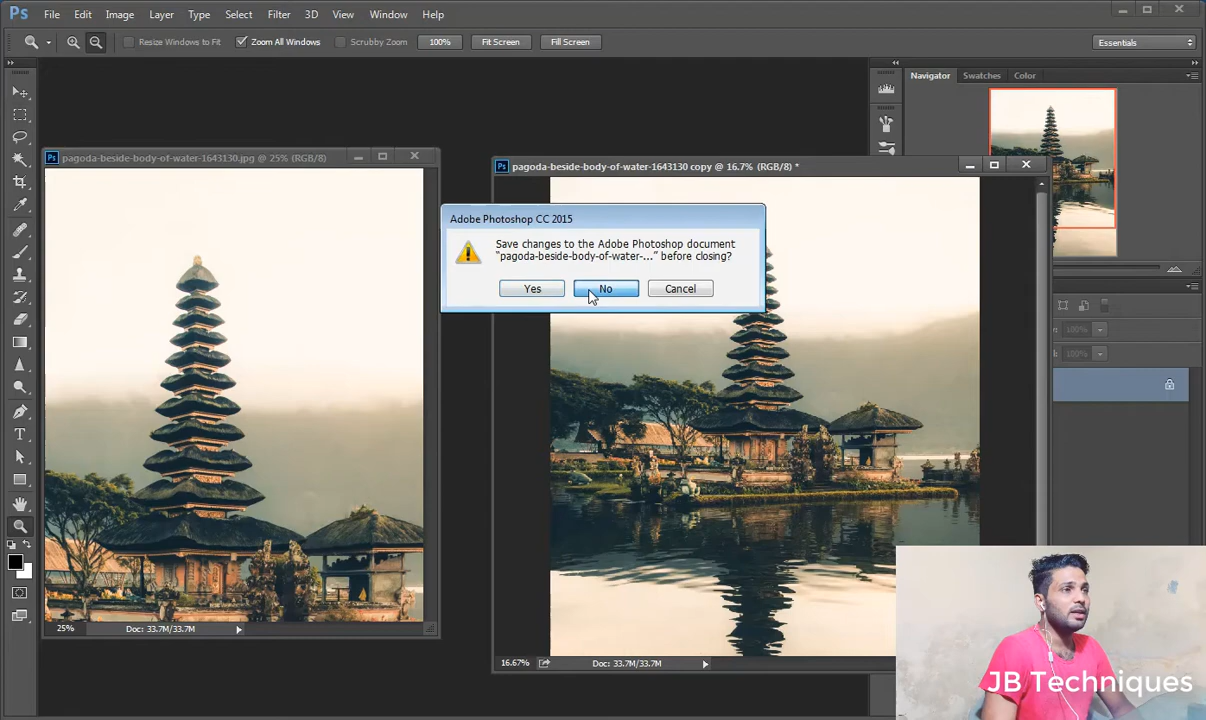 Ps File Edit Image Layer Type Select Filter 3D View Window Help
Resize Windows to Fit Zoom All Windows Scrubby Zoom 100% Fit Screen Fill Screen Essentials
Navigator Swatches Color
Ps pagoda-beside-body-of-water-1643130.jpg @ 25% (RGB/8)
Ps pagoda-beside-body-of-water-1643130 copy @ 16.7% (RGB/8) *
Adobe Photoshop CC 2015
Save changes to the Adobe Photoshop document
“pagoda-beside-body-of-water-...” before closing?
Yes No Cancel
100%
100%
T
25% Doc: 33.7M/33.7M
16.67% Doc: 33.7M/33.7M
JB Techniques